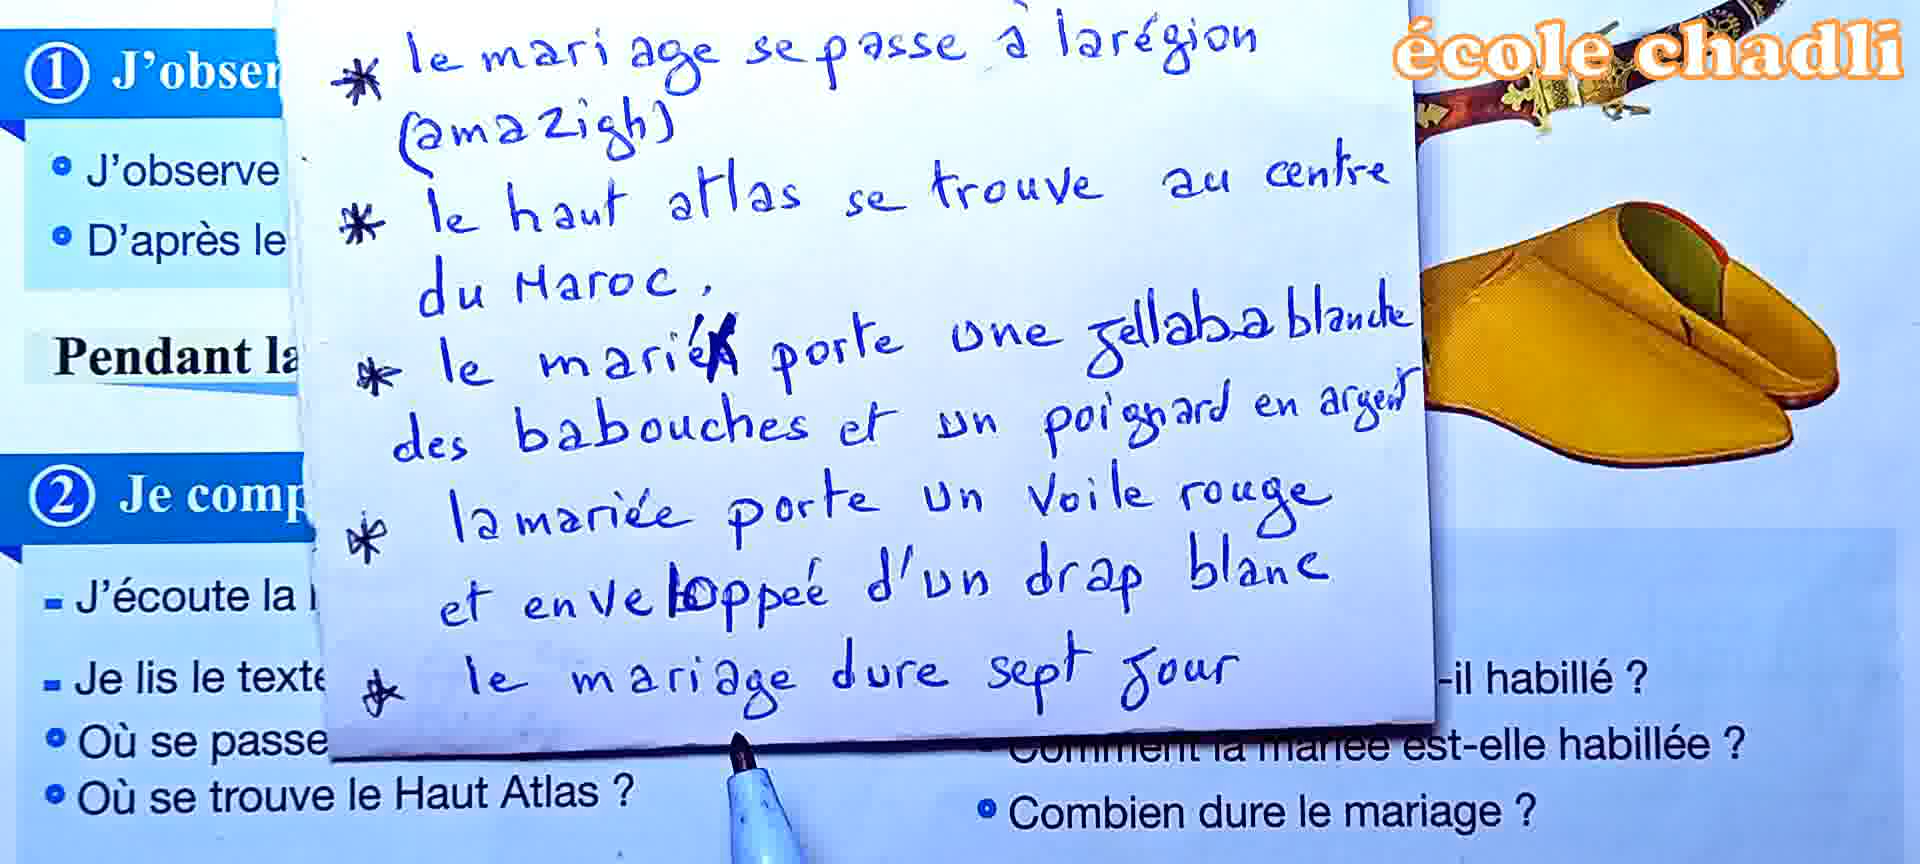 école chadli
1 J'obser
J'observe
D'après le
Pendant la
2 Je comp
J'écoute la
Je lis le texte
Où se passe
Où se trouve le Haut Atlas ?
* le mariage se passe à la région
(amazigh)
* le haut atlas se trouve au centre
du Maroc.
* le marié porte une jellaba blanche
des babouches et un poignard en argent
* la mariée porte un voile rouge
et enveloppeé d'un drap blanc
* le mariage dure sept jour
-il habillé ?
Comment la mariée est-elle habillée ?
Combien dure le mariage ?